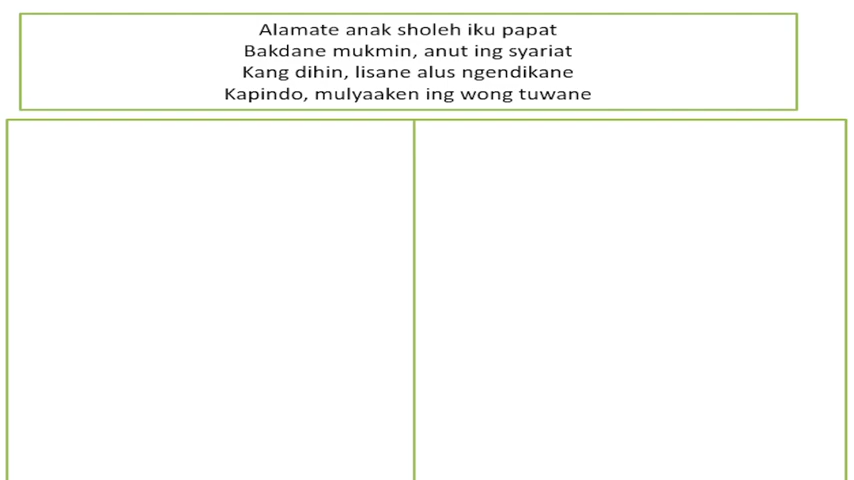 Alamate anak sholeh iku papat
Bakdane mukmin, anut ing syariat
Kang dihin, lisane alus ngendikane
Kapindo, mulyaaken ing wong tuwane